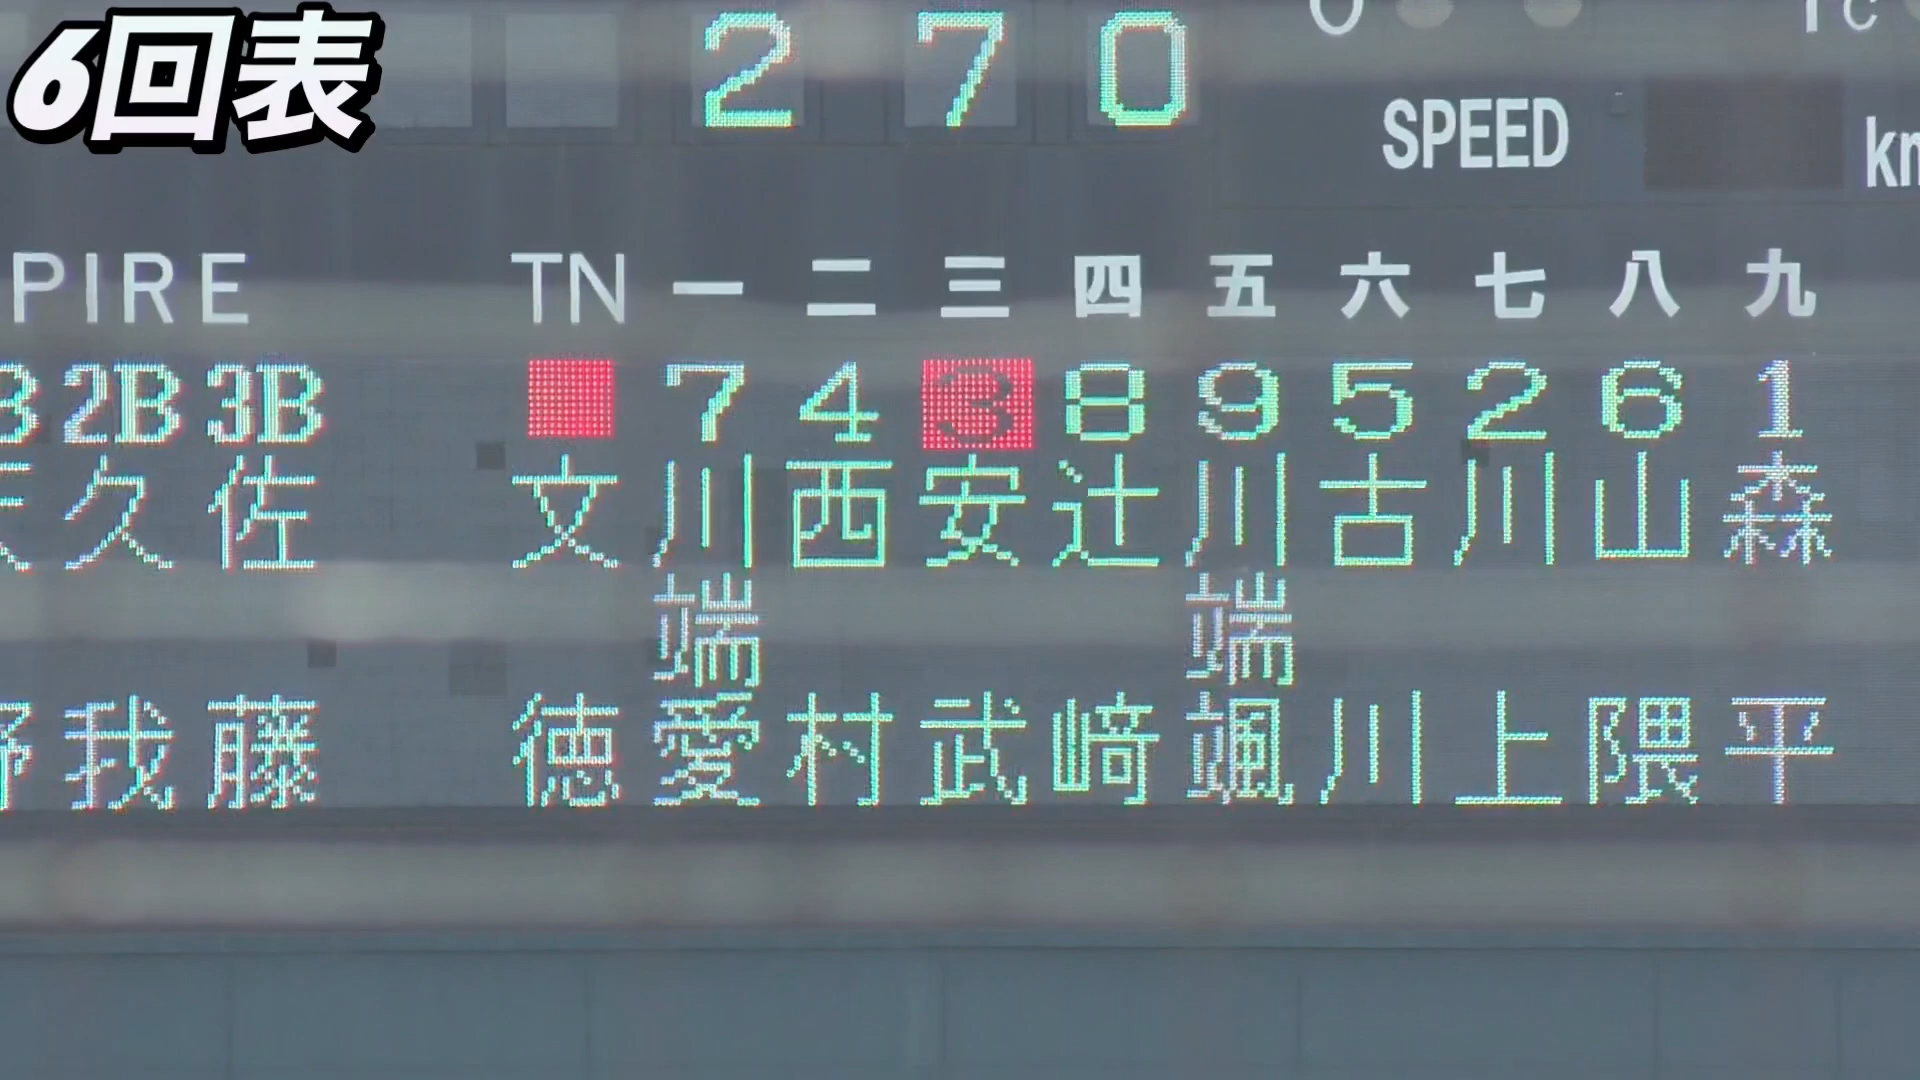 6回表
2 7 0
SPEED km
PIRE TN 一 二 三 四 五 六 七 八 九
2B 3B 7 4 3 8 9 5 2 6 1
久我
佐藤
文徳
川端愛
西村
安武
辻崎
川端颯
古川
川上
山隈
森平